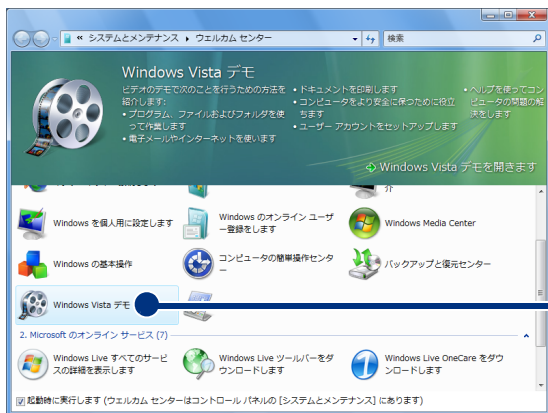 « システムとメンテナンス ▸ ウェルカム センター
検索
Windows Vista デモ
ビデオのデモで次のことを行うための方法を
紹介します:
・プログラム、ファイルおよびフォルダを使
って作業します
・電子メールやインターネットを使います
・ドキュメントを印刷します
・コンピュータをより安全に保つために役立
ちます
・ユーザー アカウントをセットアップします
・ヘルプを使ってコン
ピュータの問題の解
決をします
Windows Vista デモを開きます
介
Windows を個人用に設定します
Windows のオンライン ユーザ
ー登録をします
Windows Media Center
Windows の基本操作
コンピュータの簡単操作センタ
ー
バックアップと復元センター
Windows Vista デモ
2. Microsoft のオンライン サービス (7)
Windows Live すべてのサービ
スの詳細を表示します
Windows Live ツールバーをダ
ウンロードします
Windows Live OneCare をダウ
ンロードします
起動時に実行します (ウェルカム センターはコントロール パネルの [システムとメンテナンス] にあります)